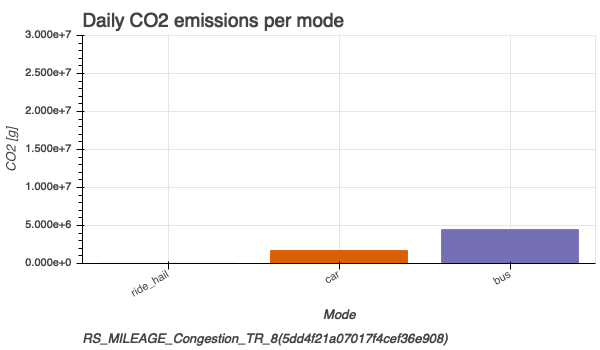 Daily CO2 emissions per mode
3.000e+7
2.500e+7
2.000e+7
1.500e+7
1.000e+7
5.000e+6
0.000e+0
CO2 [g]
ride_hail
car
bus
Mode
RS_MILEAGE_Congestion_TR_8(5dd4f21a07017f4cef36e908)